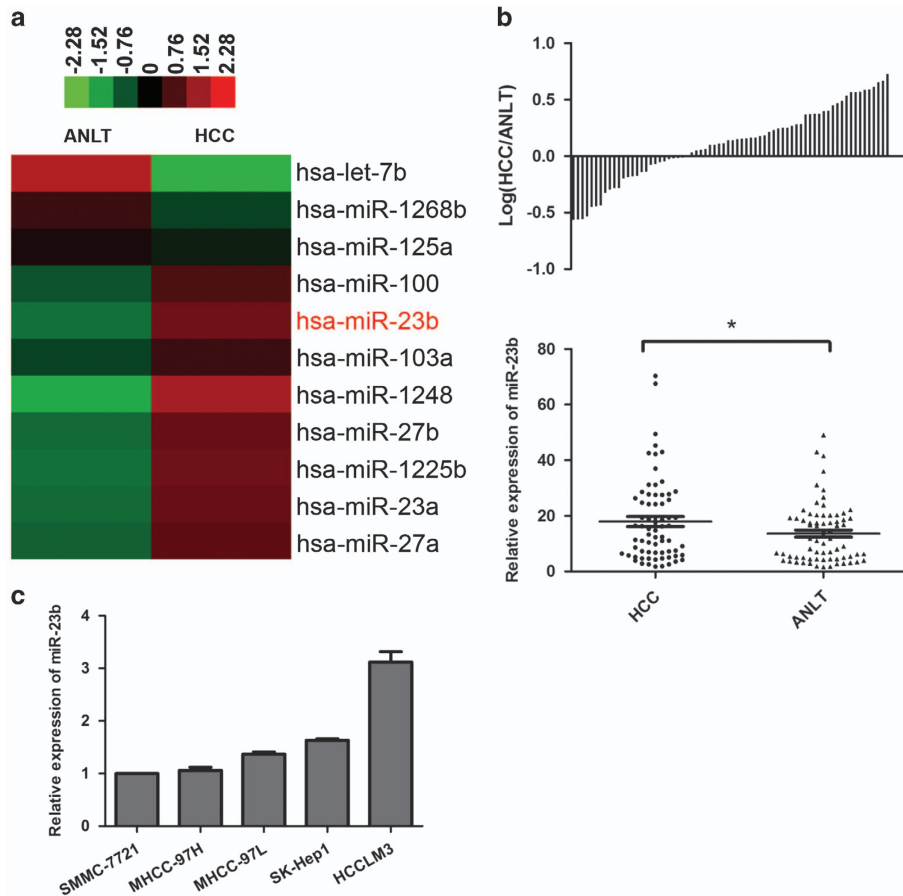 a
-2.28
-1.52
-0.76
0
0.76
1.52
2.28
ANLT HCC
hsa-let-7b
hsa-miR-1268b
hsa-miR-125a
hsa-miR-100
hsa-miR-23b
hsa-miR-103a
hsa-miR-1248
hsa-miR-27b
hsa-miR-1225b
hsa-miR-23a
hsa-miR-27a
b
Log(HCC/ANLT)
1.0
0.5
0.0
-0.5
-1.0
Relative expression of miR-23b
80
60
40
20
0
*
HCC
ANLT
c
Relative expression of miR-23b
4
3
2
1
0
SMMC-7721
MHCC-97H
MHCC-97L
SK-Hep1
HCCLM3